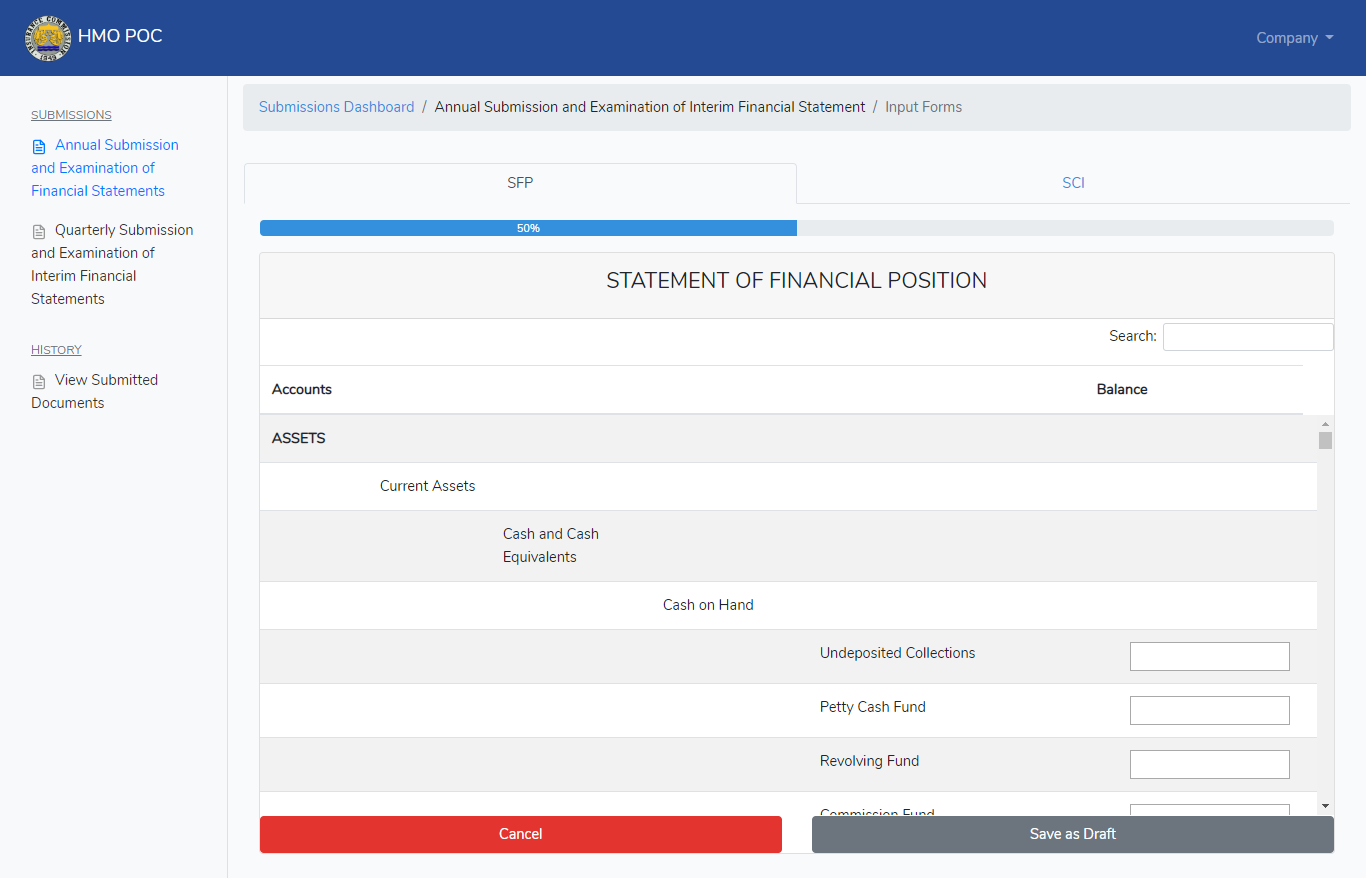 INSURANCE COMMISSION
1949
HMO POC
Company
SUBMISSIONS
Annual Submission
and Examination of
Financial Statements
Quarterly Submission
and Examination of
Interim Financial
Statements
HISTORY
View Submitted
Documents
Submissions Dashboard / Annual Submission and Examination of Interim Financial Statement / Input Forms
SFP SCI
50%
STATEMENT OF FINANCIAL POSITION
Search:
Accounts Balance
ASSETS
Current Assets
Cash and Cash
Equivalents
Cash on Hand
Undeposited Collections
Petty Cash Fund
Revolving Fund
Commission Fund
Cancel Save as Draft